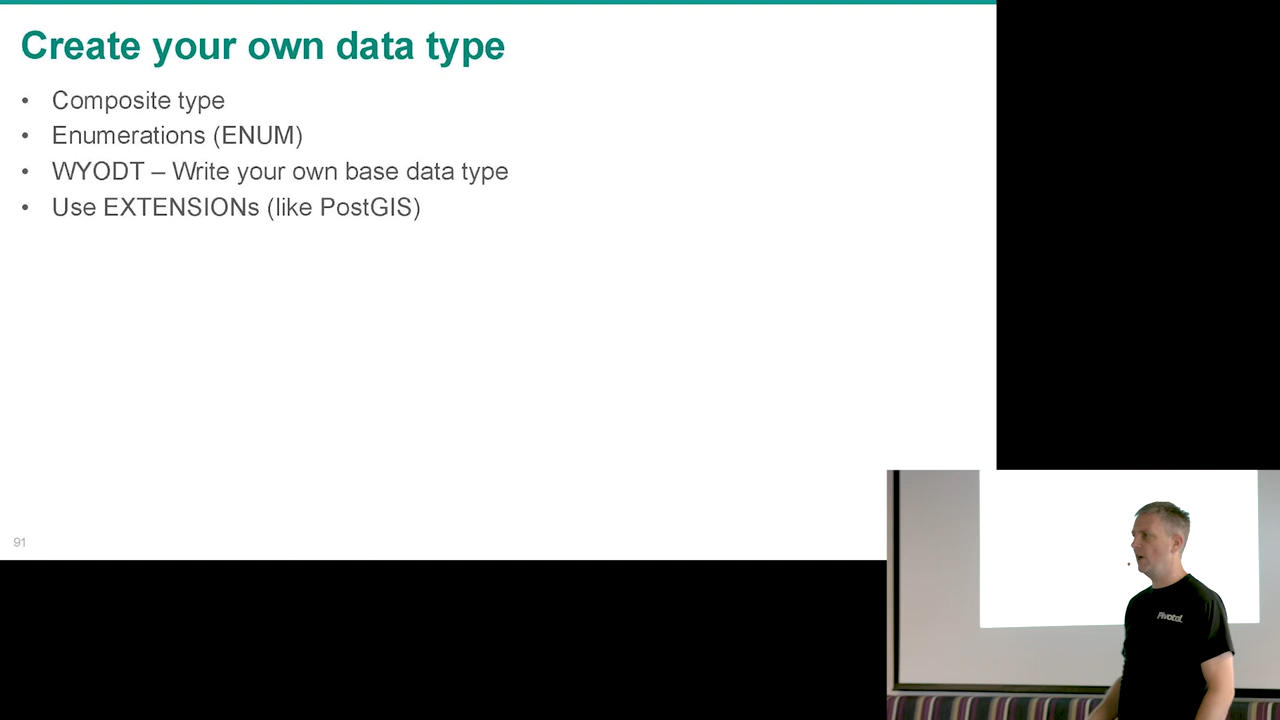 Create your own data type
• Composite type
• Enumerations (ENUM)
• WYODT – Write your own base data type
• Use EXTENSIONs (like PostGIS)
91
Pivotal